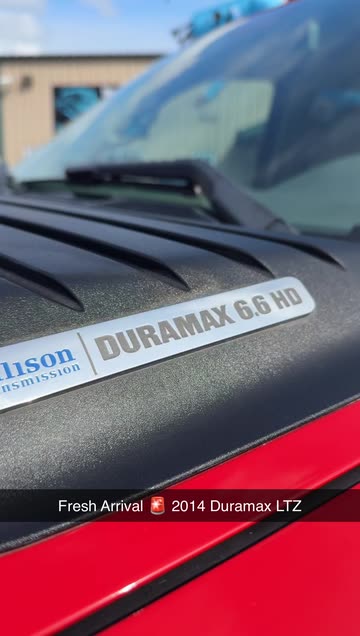 llison
nsmission
DURAMAX 6.6 HD
Fresh Arrival 🚨 2014 Duramax LTZ